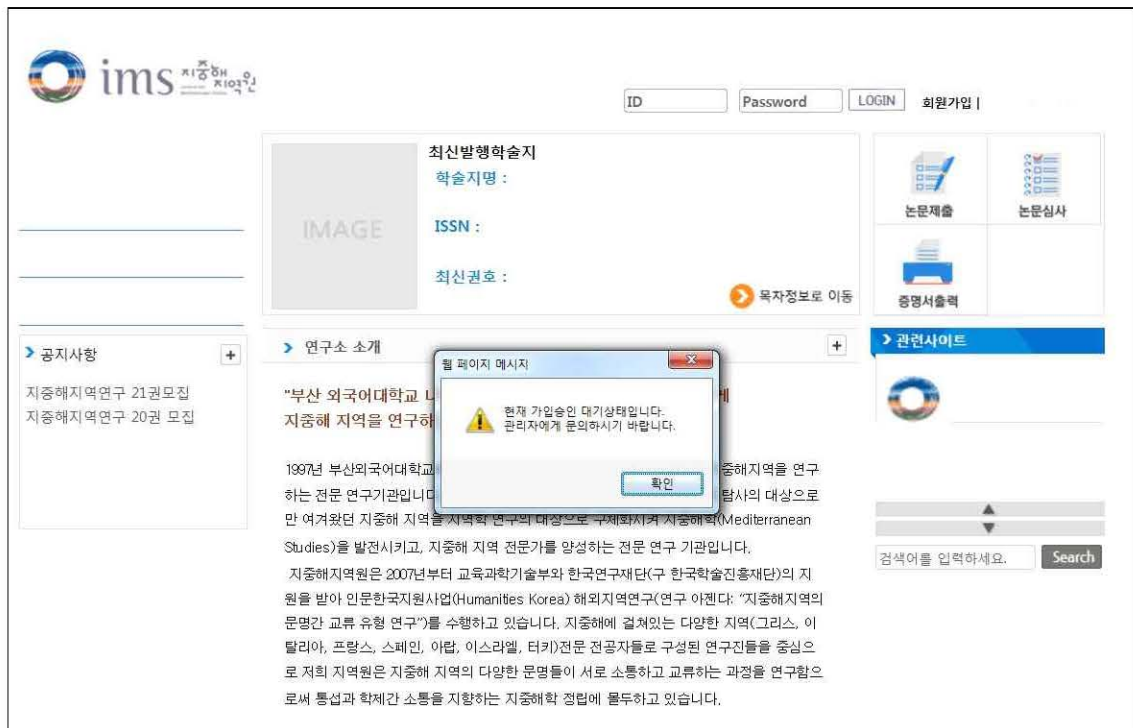 ims 지중해지역원
ID Password LOGIN 회원가입 |
최신발행학술지
학술지명 :
IMAGE
ISSN :
최신권호 :
목차정보로 이동
논문제출 논문심사
증명서출력
공지사항 +
지중해지역연구 21권모집
지중해지역연구 20권 모집
연구소 소개 +
"부산 외국어대학교
지중해 지역을 연구하
웹 페이지 메시지
현재 가입승인 대기상태입니다.
관리자에게 문의하시기 바랍니다.
확인
1997년 부산외국어대학교 중해지역을 연구
하는 전문 연구기관입니다 탐사의 대상으로
만 여겨왔던 지중해 지역을 지역학 연구의 대상으로 구체화시켜 지중해학(Mediterranean
Studies)을 발전시키고, 지중해 지역 전문가를 양성하는 전문 연구 기관입니다.
지중해지역원은 2007년부터 교육과학기술부와 한국연구재단(구 한국학술진흥재단)의 지
원을 받아 인문한국지원사업(Humanities Korea) 해외지역연구(연구 아젠다: “지중해지역의
문명간 교류 유형 연구”)를 수행하고 있습니다. 지중해에 걸쳐있는 다양한 지역(그리스, 이
탈리아, 프랑스, 스페인, 아랍, 이스라엘, 터키)전문 전공자들로 구성된 연구진들을 중심으
로 저희 지역원은 지중해 지역의 다양한 문명들이 서로 소통하고 교류하는 과정을 연구함으
로써 통섭과 학제간 소통을 지향하는 지중해학 정립에 몰두하고 있습니다.
관련사이트
검색어를 입력하세요. Search